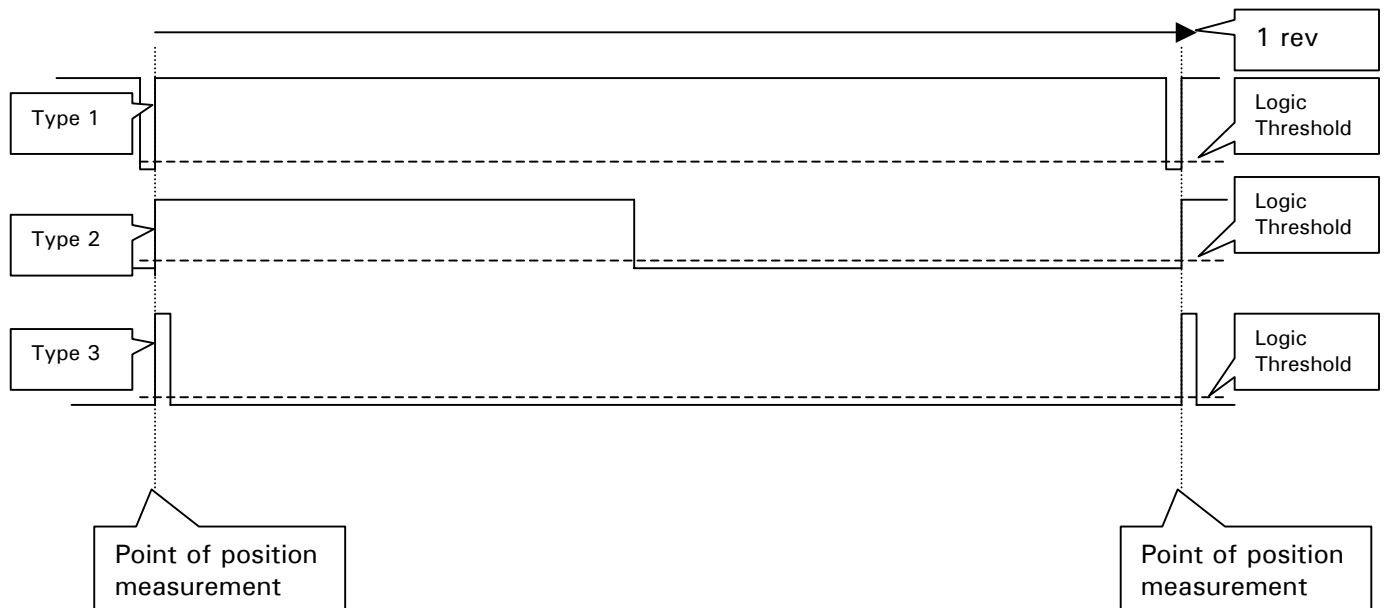 1 rev
Type 1
Logic
Threshold
Type 2
Logic
Threshold
Type 3
Logic
Threshold
Point of position
measurement
Point of position
measurement